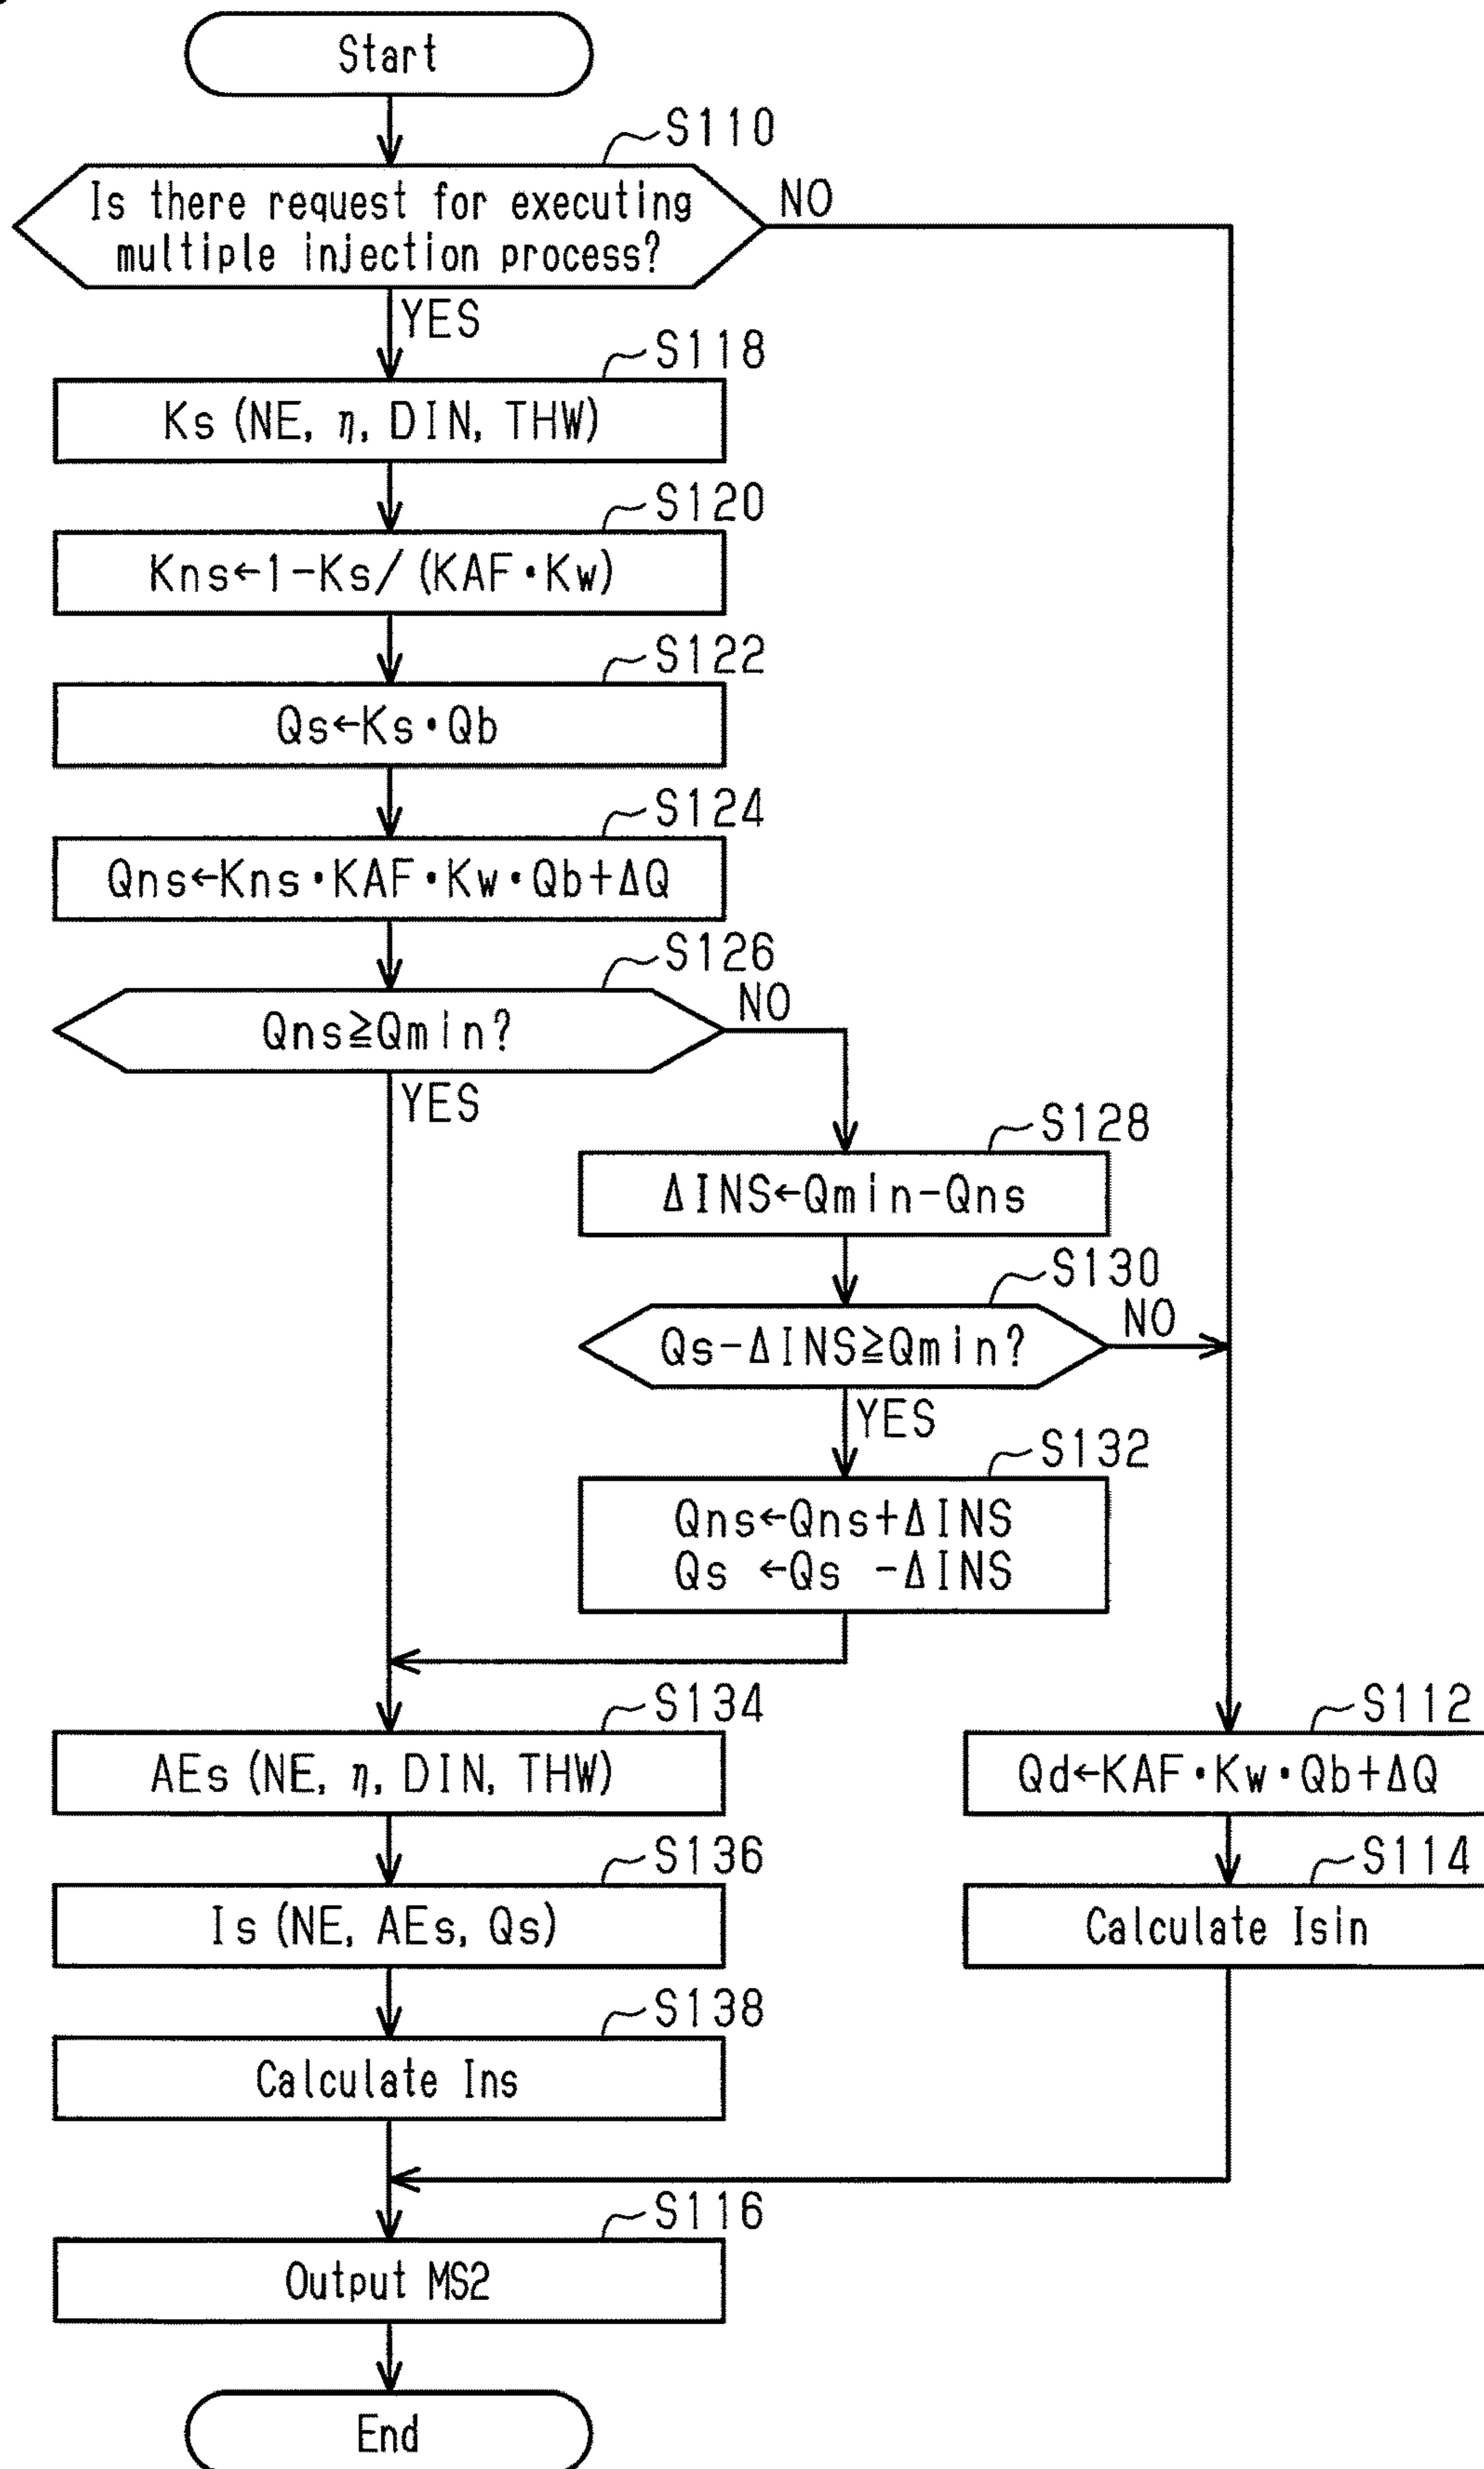 Start
S110
Is there request for executing
multiple injection process?
NO
YES
S118
Ks (NE, η, DIN, THW)
S120
Kns←1-Ks/(KAF·Kw)
S122
Qs←Ks·Qb
S124
Qns←Kns·KAF·Kw·Qb+ΔQ
S126
Qns≧Qmin?
NO
YES
S128
ΔINS←Qmin-Qns
S130
Qs-ΔINS≧Qmin?
NO
YES
S132
Qns←Qns+ΔINS
Qs ←Qs -ΔINS
S134
AEs (NE, η, DIN, THW)
S112
Qd←KAF·Kw·Qb+ΔQ
S136
Is (NE, AEs, Qs)
S114
Calculate Isin
S138
Calculate Ins
S116
Output MS2
End